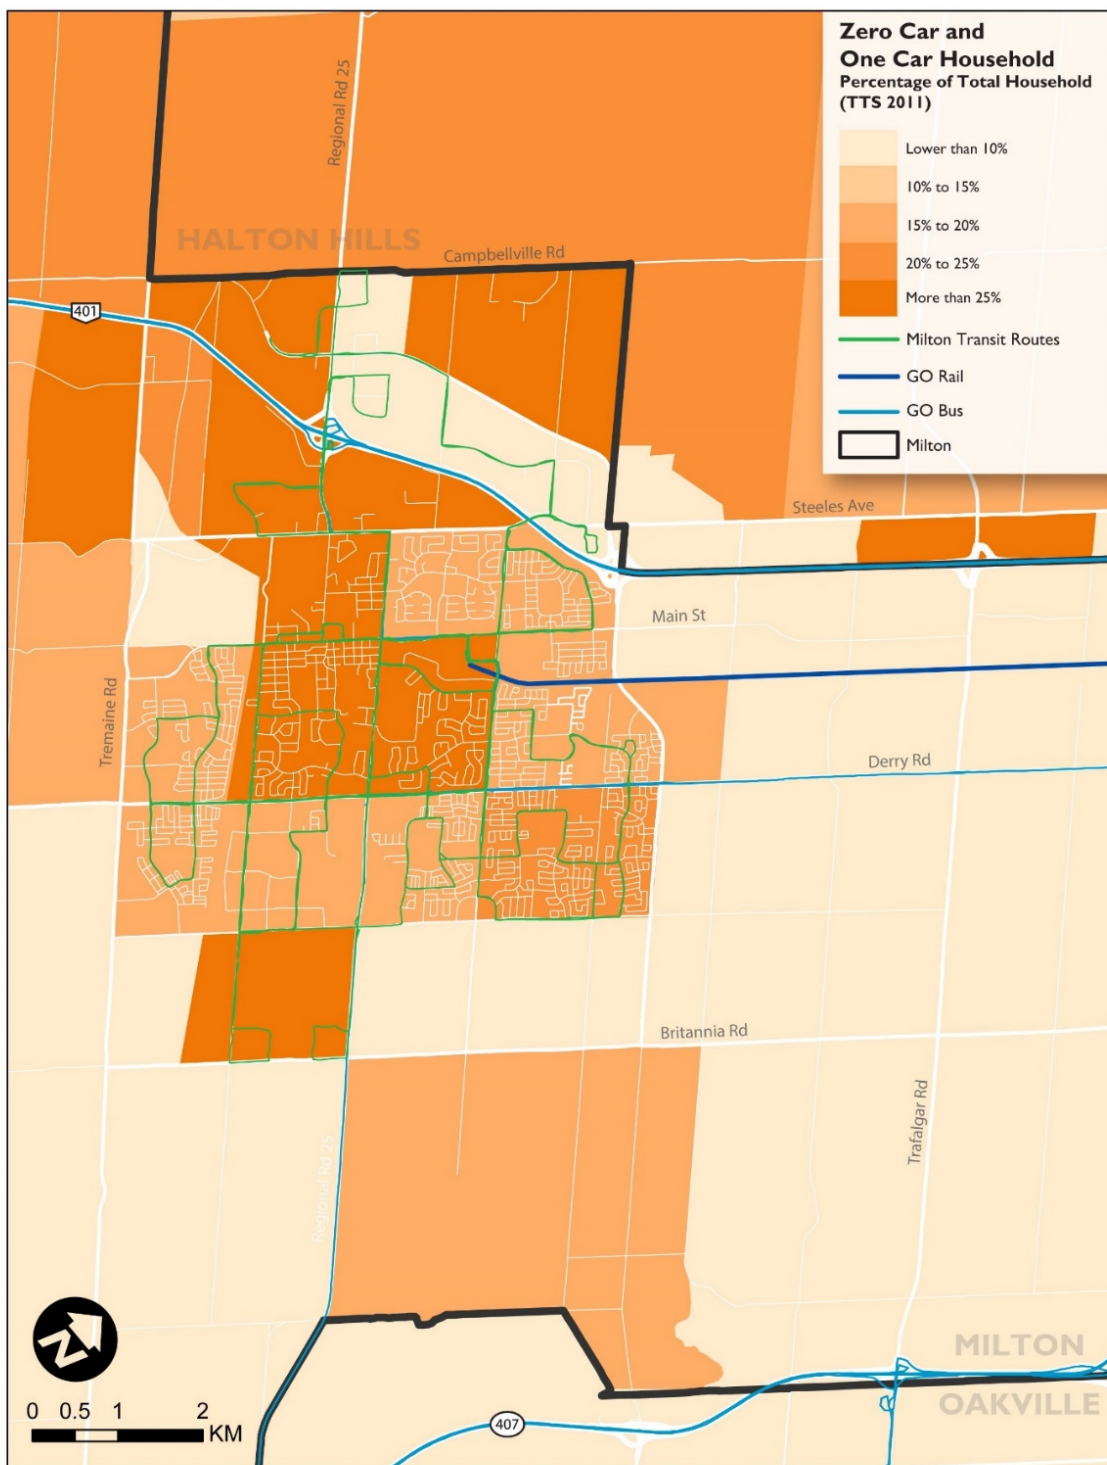 Zero Car and
One Car Household
Percentage of Total Household
(TTS 2011)
Lower than 10%
10% to 15%
15% to 20%
20% to 25%
More than 25%
Milton Transit Routes
GO Rail
GO Bus
Milton
Regional Rd 25
HALTON HILLS
Campbellville Rd
401
Steeles Ave
Main St
Tremaine Rd
Derry Rd
Britannia Rd
Trafalgar Rd
Regional Rd 25
MILTON
OAKVILLE
407
N
0 0.5 1 2
KM